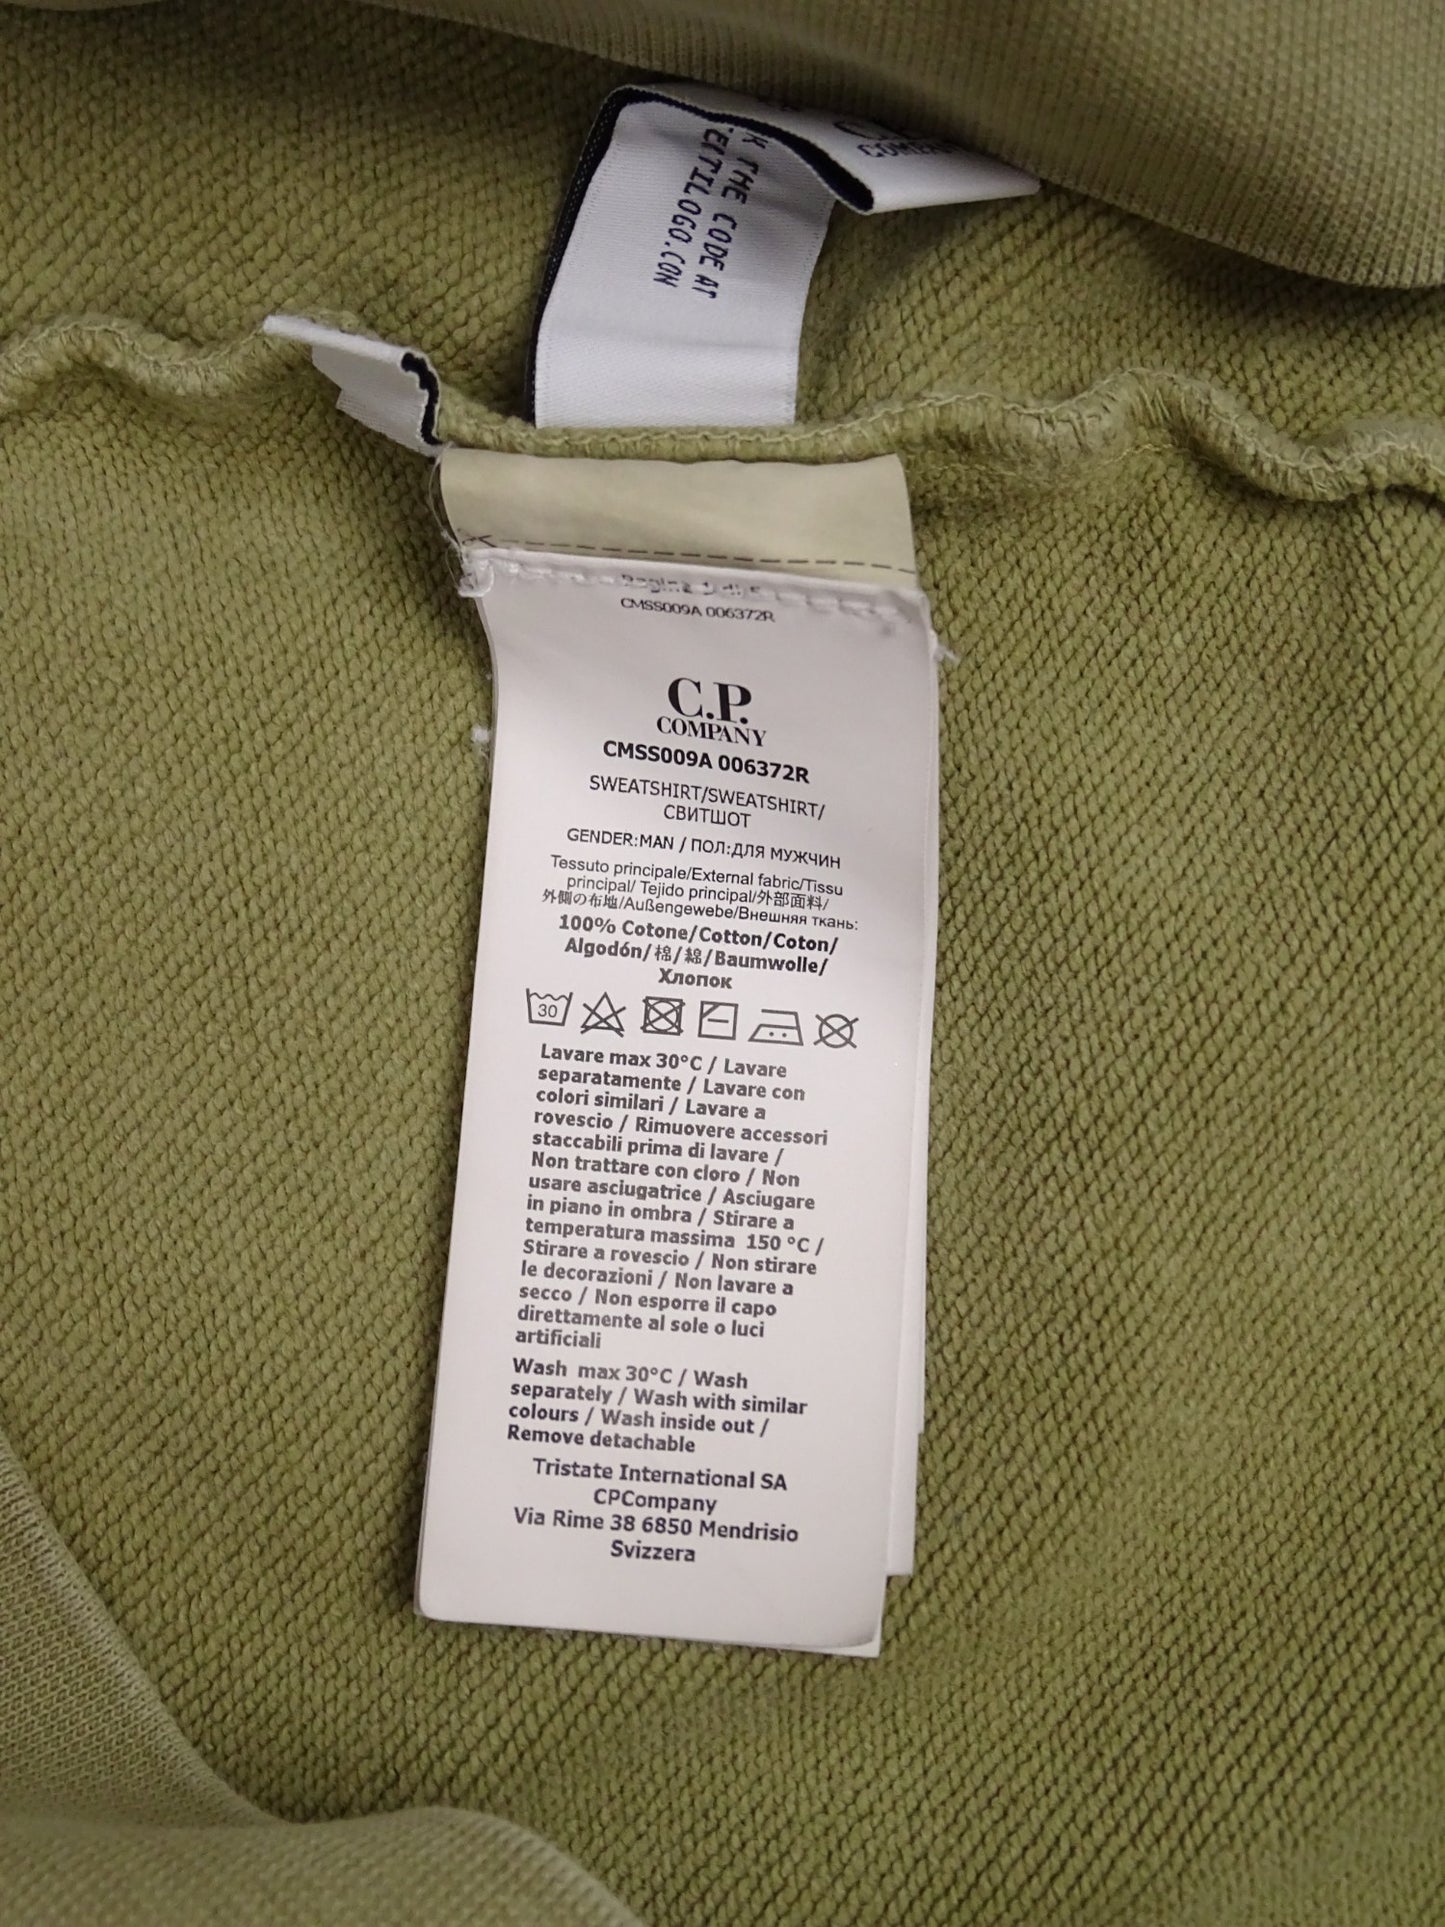 THE CODE AT
COMPANY
CMSS009A 006372R
C.P.
COMPANY
CMSS009A 006372R
SWEATSHIRT/SWEATSHIRT/
СВИТШОТ
GENDER:MAN / ПОЛ:ДЛЯ МУЖЧИН
Tessuto principale/External fabric/Tissu
principal/ Tejido principal/外部面料/
外側の布地/Außengewebe/Внешняя ткань:
100% Cotone/Cotton/Coton/
Algodón/棉/綿/Baumwolle/
Хлопок
30
Lavare max 30°C / Lavare
separatamente / Lavare con
colori similari / Lavare a
rovescio / Rimuovere accessori
staccabili prima di lavare /
Non trattare con cloro / Non
usare asciugatrice / Asciugare
in piano in ombra / Stirare a
temperatura massima 150 °C /
Stirare a rovescio / Non stirare
le decorazioni / Non lavare a
secco / Non esporre il capo
direttamente al sole o luci
artificiali
Wash max 30°C / Wash
separately / Wash with similar
colours / Wash inside out /
Remove detachable
Tristate International SA
CPCompany
Via Rime 38 6850 Mendrisio
Svizzera